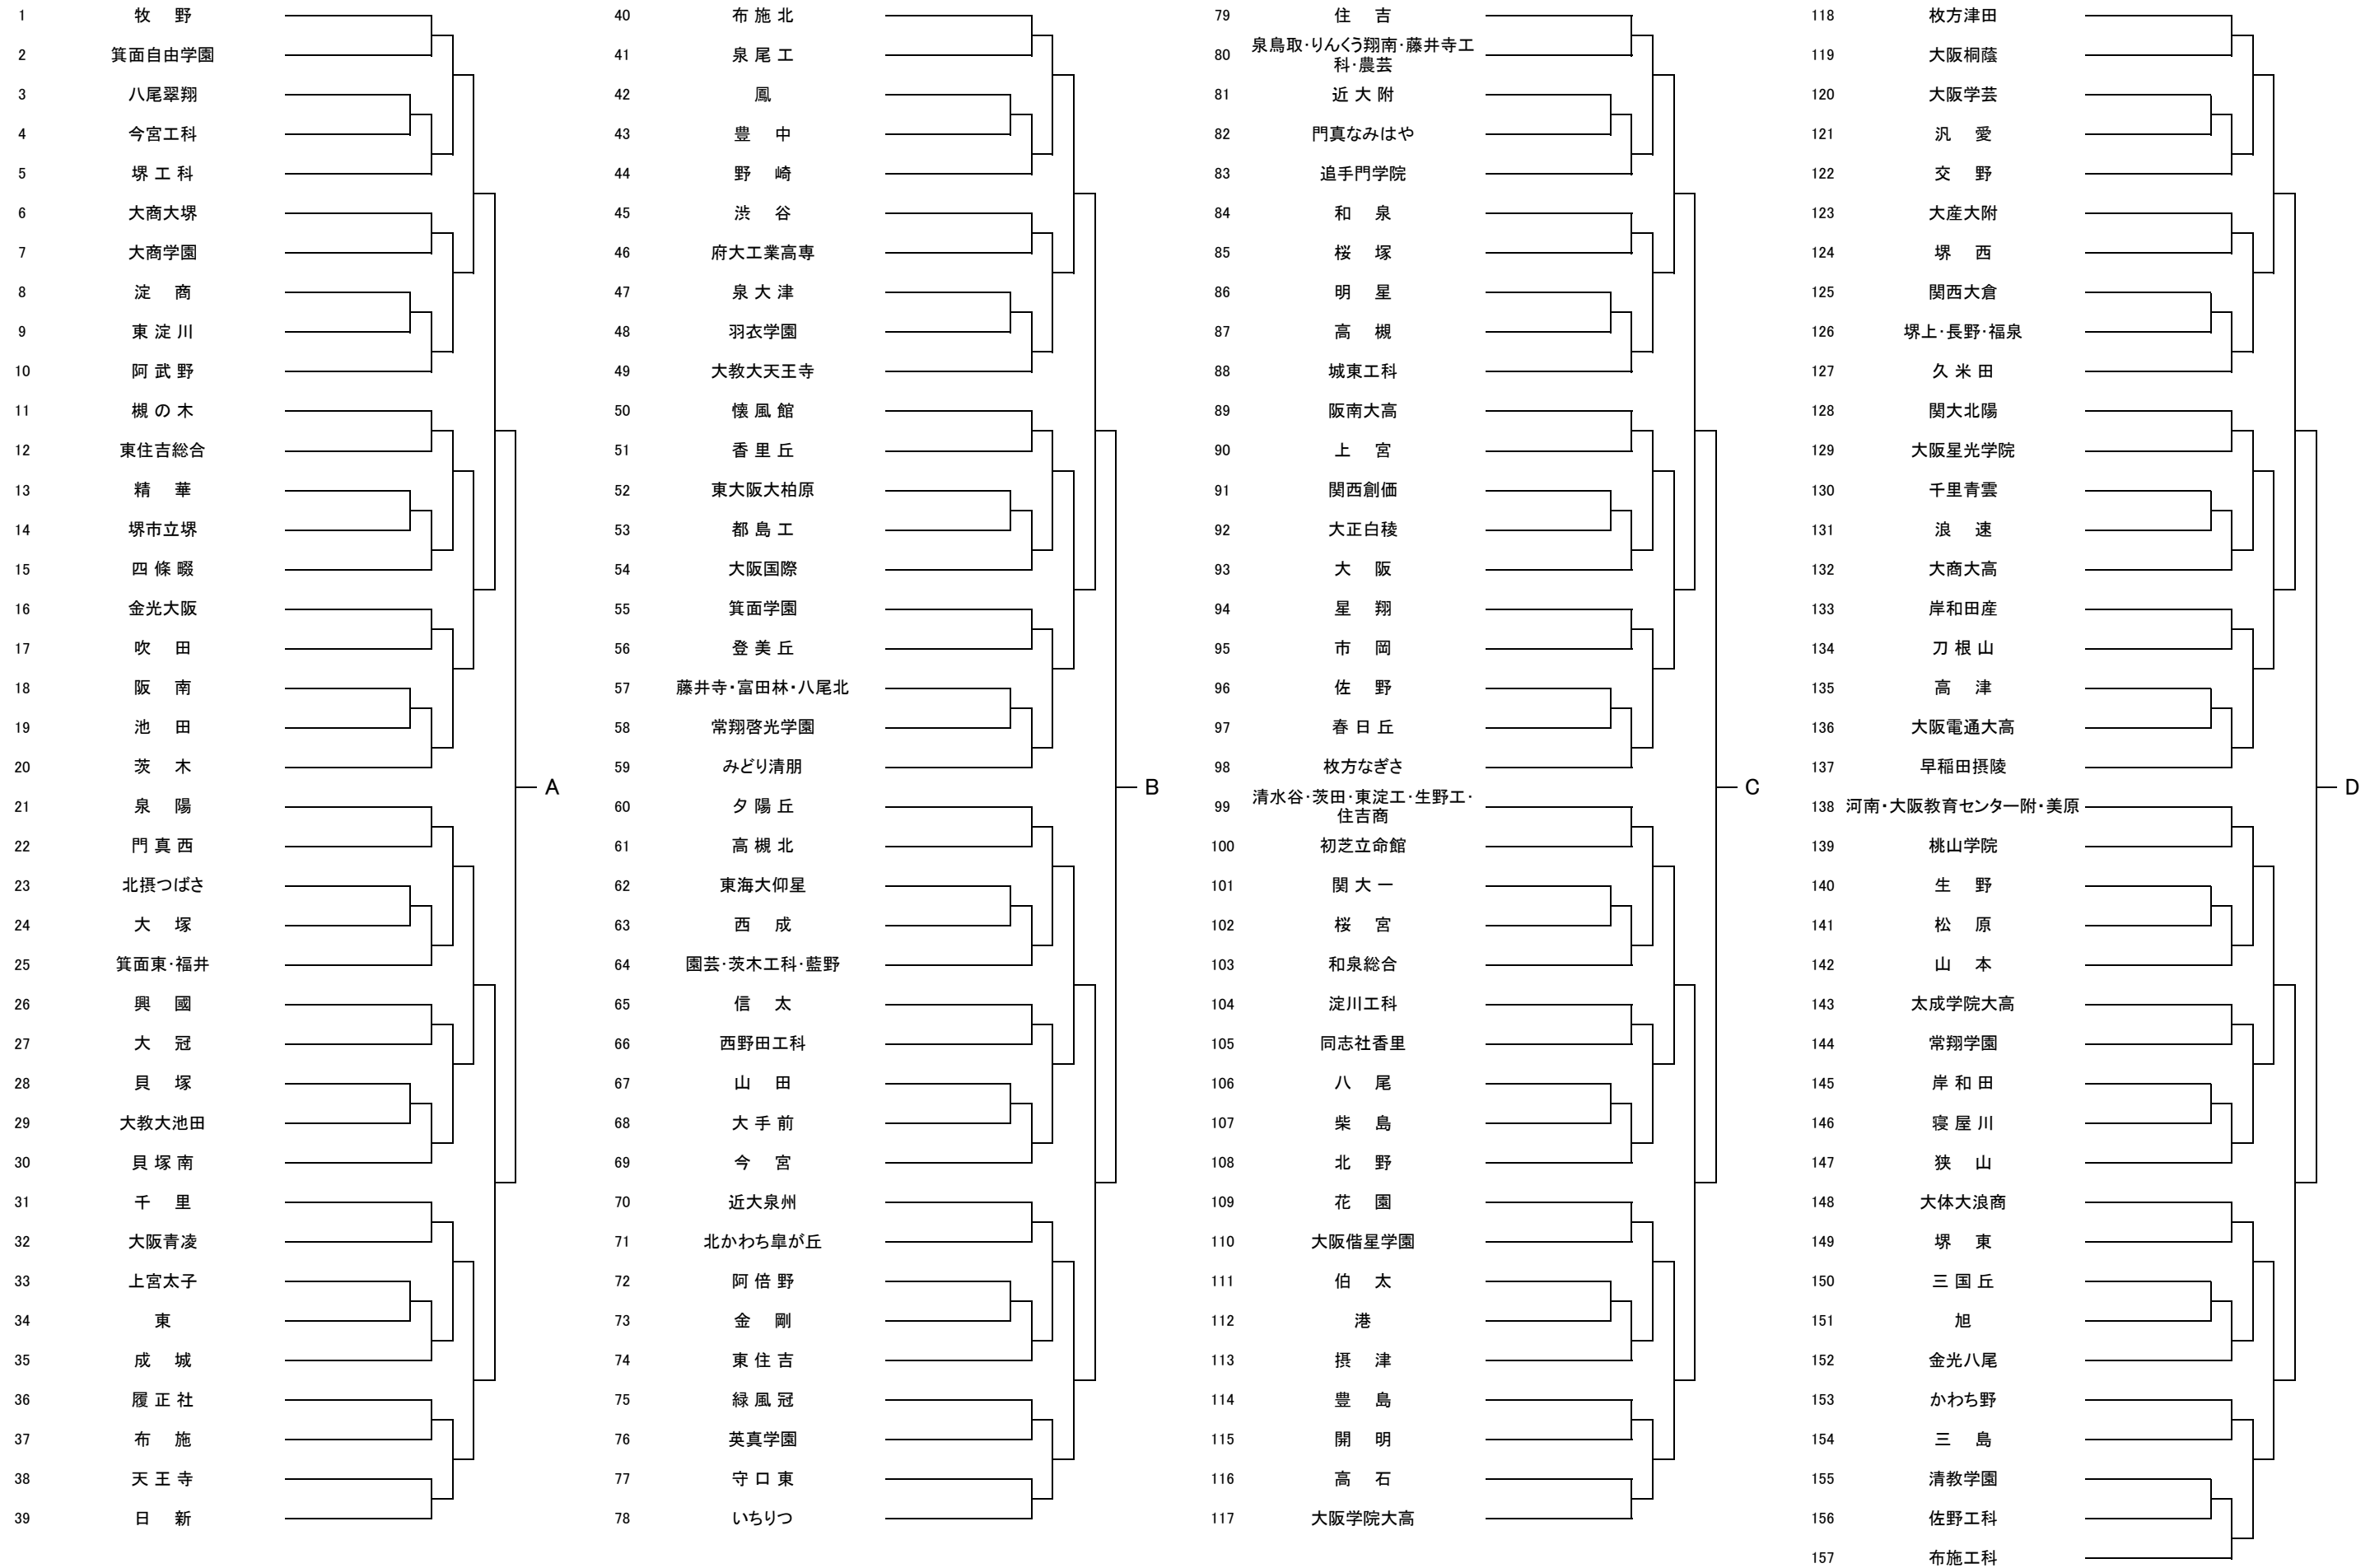 1 牧 野
2 箕面自由学園
3 八尾翠翔
4 今宮工科
5 堺 工 科
6 大商大堺
7 大商学園
8 淀 商
9 東 淀 川
10 阿 武 野
11 槻 の 木
12 東住吉総合
13 精 華
14 堺市立堺
15 四 條 畷
16 金光大阪
17 吹 田
18 阪 南
19 池 田
20 茨 木
21 泉 陽
22 門 真 西
23 北摂つばさ
24 大 塚
25 箕面東・福井
26 興 國
27 大 冠
28 貝 塚
29 大教大池田
30 貝 塚 南
31 千 里
32 大阪青凌
33 上宮太子
34 東
35 成 城
36 履 正 社
37 布 施
38 天 王 寺
39 日 新
A
40 布 施 北
41 泉 尾 工
42 鳳
43 豊 中
44 野 崎
45 渋 谷
46 府大工業高専
47 泉 大 津
48 羽衣学園
49 大教大天王寺
50 懐 風 館
51 香 里 丘
52 東大阪大柏原
53 都 島 工
54 大阪国際
55 箕面学園
56 登 美 丘
57 藤井寺・富田林・八尾北
58 常翔啓光学園
59 みどり清朋
60 夕 陽 丘
61 高 槻 北
62 東海大仰星
63 西 成
64 園芸・茨木工科・藍野
65 信 太
66 西野田工科
67 山 田
68 大 手 前
69 今 宮
70 近大泉州
71 北かわち皐が丘
72 阿 倍 野
73 金 剛
74 東 住 吉
75 緑 風 冠
76 英真学園
77 守 口 東
78 いちりつ
B
79 住 吉
80 泉鳥取・りんくう翔南・藤井寺工
科・農芸
81 近 大 附
82 門真なみはや
83 追手門学院
84 和 泉
85 桜 塚
86 明 星
87 高 槻
88 城東工科
89 阪南大高
90 上 宮
91 関西創価
92 大正白稜
93 大 阪
94 星 翔
95 市 岡
96 佐 野
97 春 日 丘
98 枚方なぎさ
99 清水谷・茨田・東淀工・生野工・
住吉商
100 初芝立命館
101 関 大 一
102 桜 宮
103 和泉総合
104 淀川工科
105 同志社香里
106 八 尾
107 柴 島
108 北 野
109 花 園
110 大阪偕星学園
111 伯 太
112 港
113 摂 津
114 豊 島
115 開 明
116 高 石
117 大阪学院大高
C
118 枚方津田
119 大阪桐蔭
120 大阪学芸
121 汎 愛
122 交 野
123 大産大附
124 堺 西
125 関西大倉
126 堺上・長野・福泉
127 久 米 田
128 関大北陽
129 大阪星光学院
130 千里青雲
131 浪 速
132 大商大高
133 岸和田産
134 刀 根 山
135 高 津
136 大阪電通大高
137 早稲田摂陵
138 河南・大阪教育センター附・美原
139 桃山学院
140 生 野
141 松 原
142 山 本
143 太成学院大高
144 常翔学園
145 岸 和 田
146 寝 屋 川
147 狭 山
148 大体大浪商
149 堺 東
150 三 国 丘
151 旭
152 金光八尾
153 かわち野
154 三 島
155 清教学園
156 佐野工科
157 布施工科
D